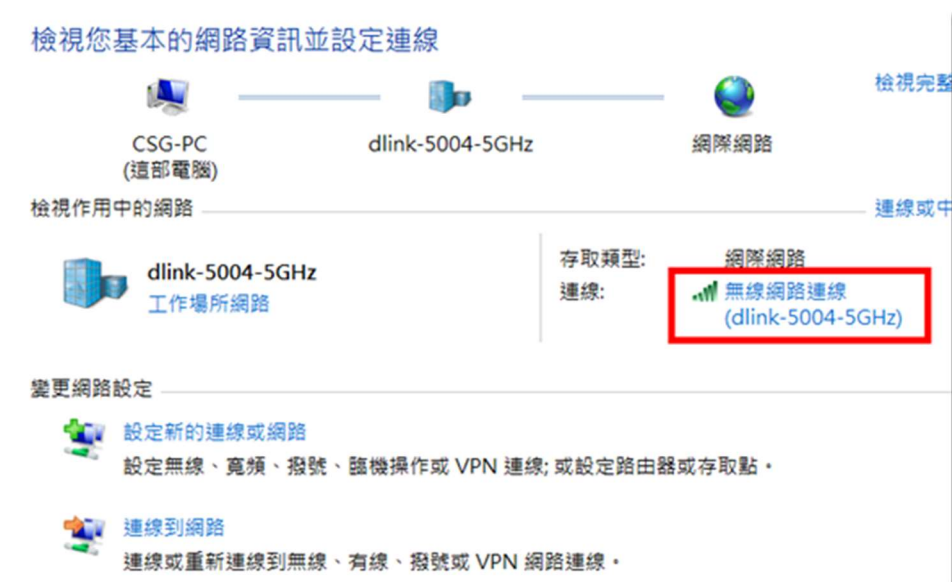 檢視您基本的網路資訊並設定連線
檢視完整
CSG-PC
(這部電腦)
dlink-5004-5GHz
網際網路
檢視作用中的網路
連線或中
dlink-5004-5GHz
工作場所網路
存取類型: 網際網路
連線: 無線網路連線
(dlink-5004-5GHz)
變更網路設定
設定新的連線或網路
設定無線、寬頻、撥號、臨機操作或 VPN 連線; 或設定路由器或存取點。
連線到網路
連線或重新連線到無線、有線、撥號或 VPN 網路連線。